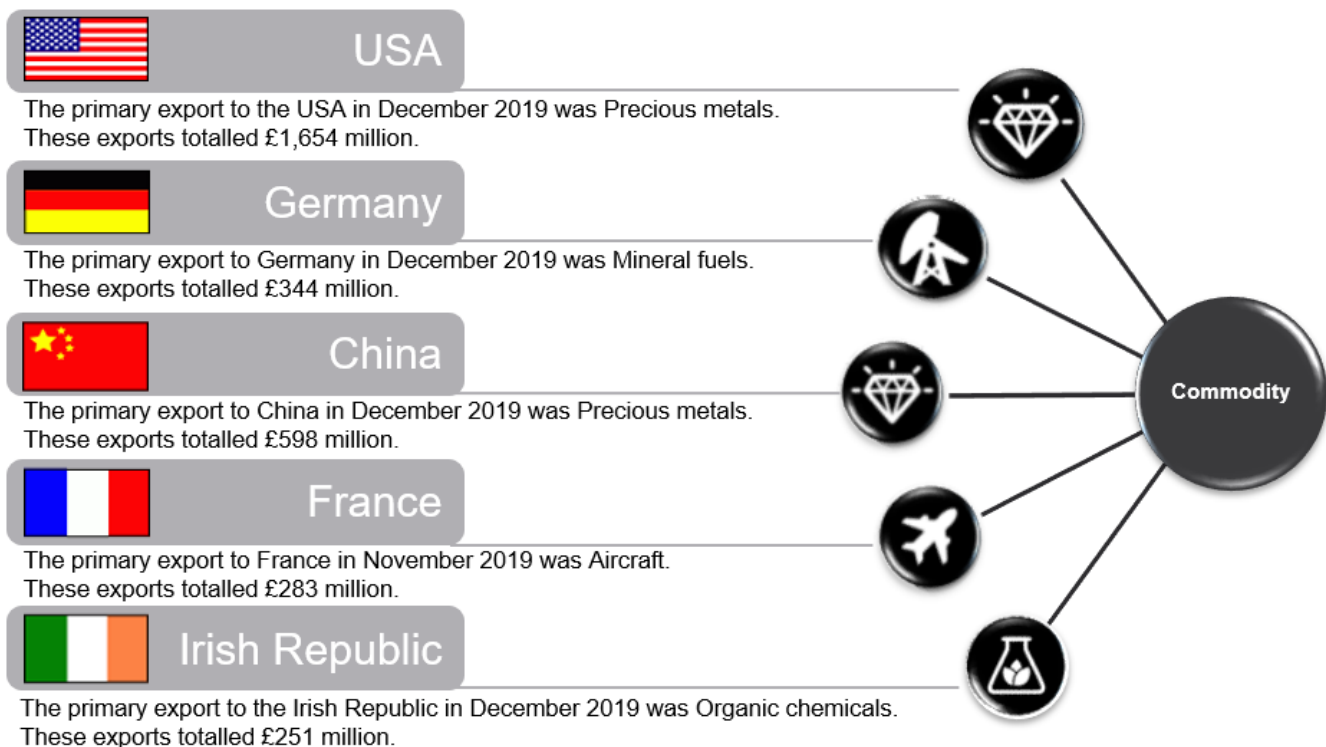 USA
The primary export to the USA in December 2019 was Precious metals.
These exports totalled £1,654 million.
Germany
The primary export to Germany in December 2019 was Mineral fuels.
These exports totalled £344 million.
China
The primary export to China in December 2019 was Precious metals.
These exports totalled £598 million.
France
The primary export to France in November 2019 was Aircraft.
These exports totalled £283 million.
Irish Republic
The primary export to the Irish Republic in December 2019 was Organic chemicals.
These exports totalled £251 million.
Commodity